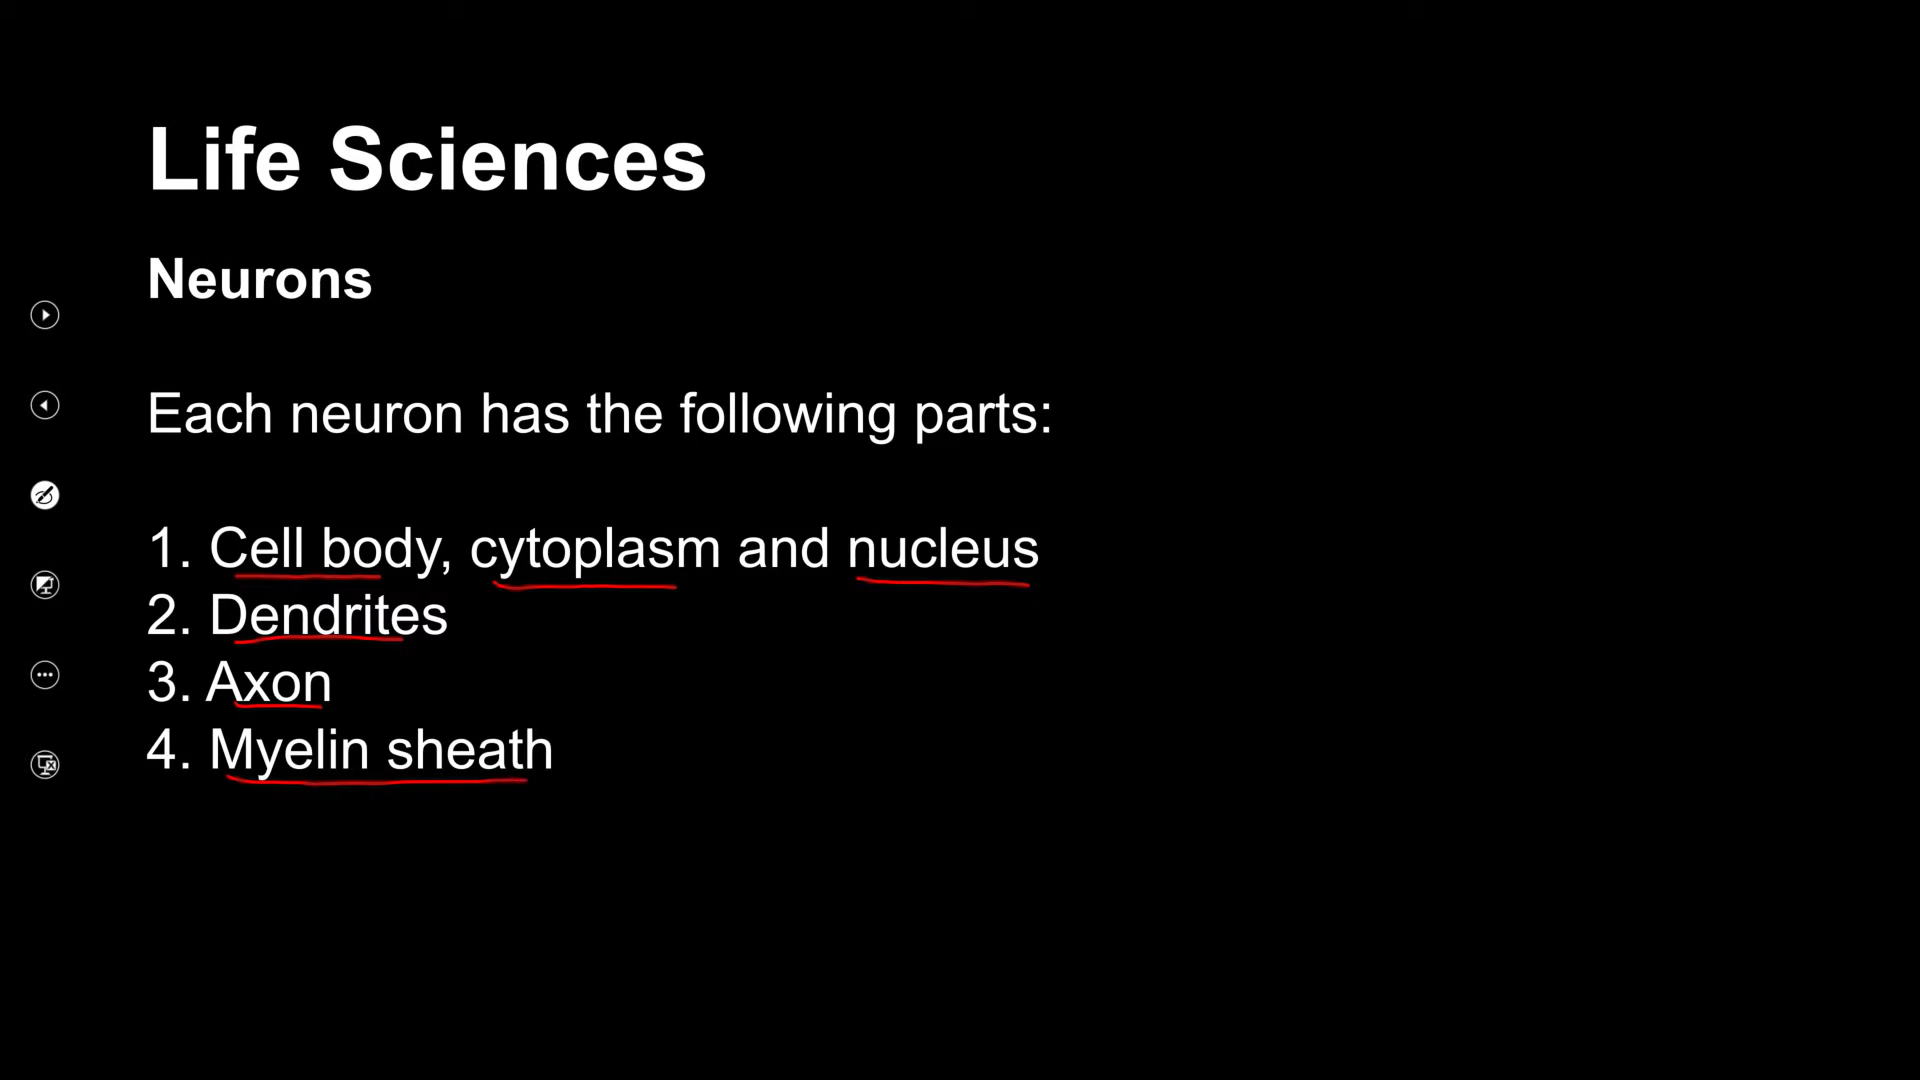 Life Sciences
Neurons
Each neuron has the following parts:
1. Cell body, cytoplasm and nucleus
2. Dendrites
3. Axon
4. Myelin sheath